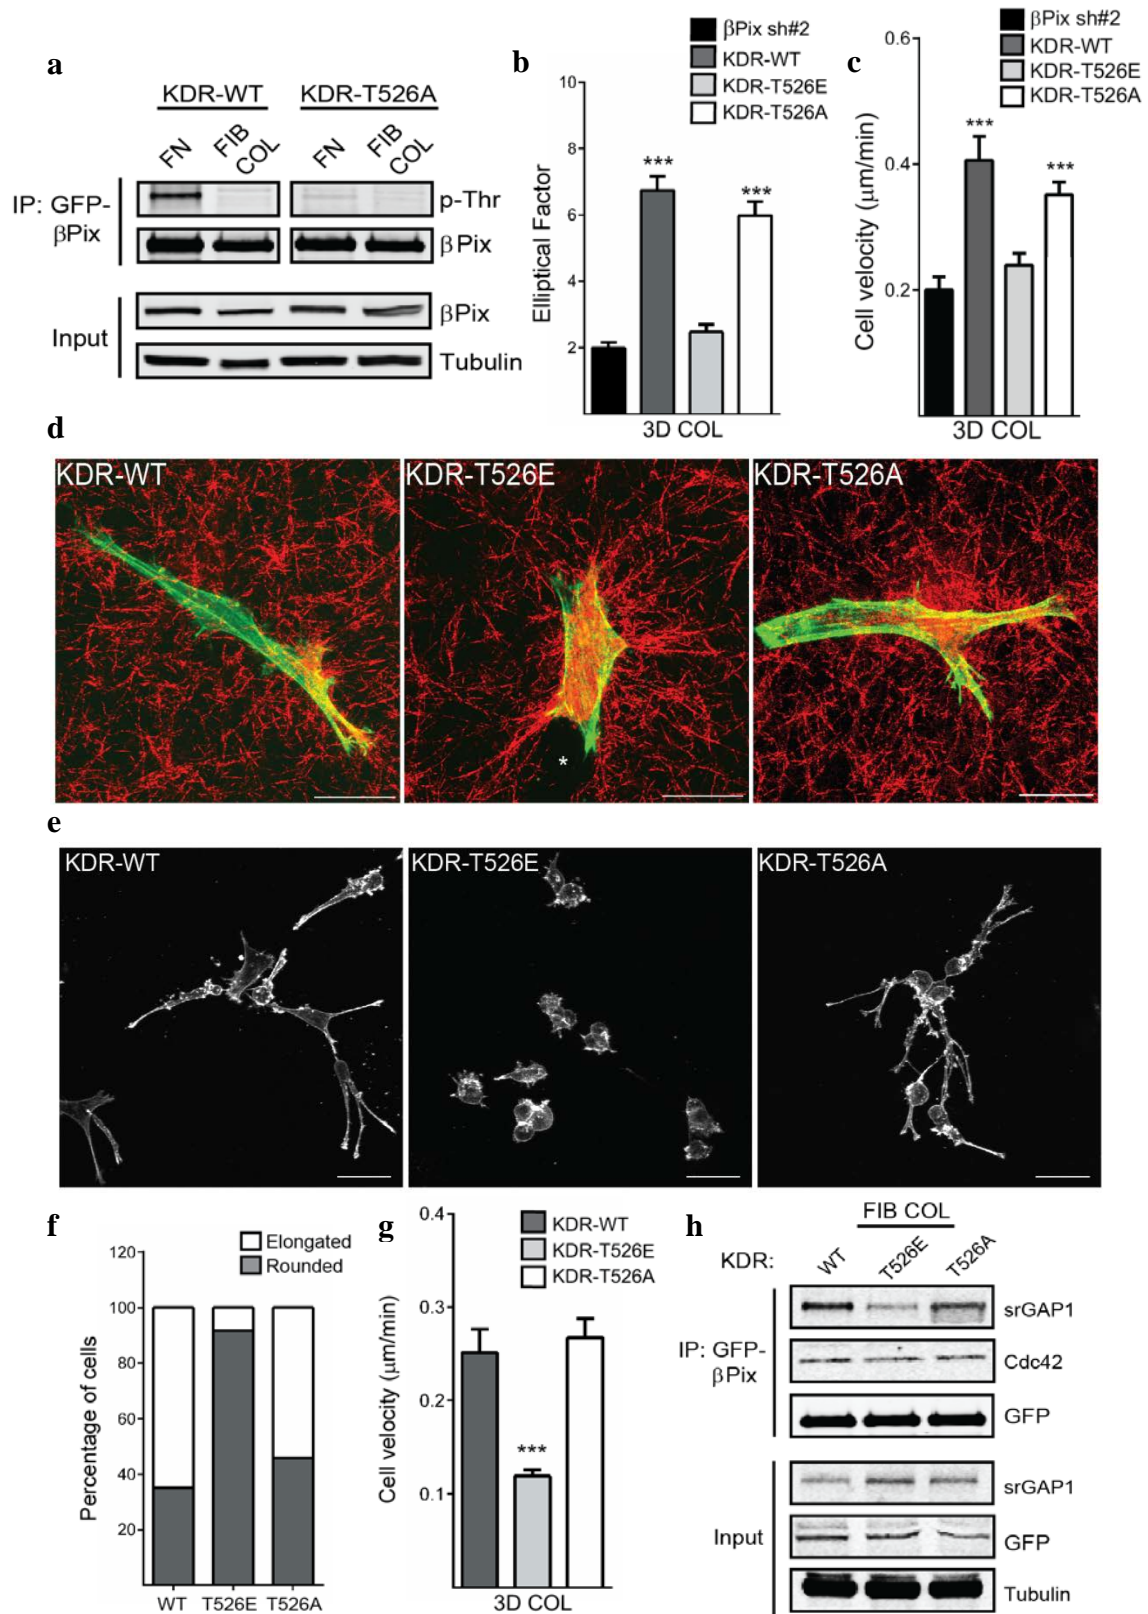 a
KDR-WT KDR-T526A
FN FIB COL FN FIB COL
IP: GFP-
βPix
p-Thr
βPix
Input
βPix
Tubulin
b
βPix sh#2
KDR-WT
KDR-T526E
KDR-T526A
Elliptical Factor
10
8
6
4
2
***
***
3D COL
c
βPix sh#2
KDR-WT
KDR-T526E
KDR-T526A
Cell velocity (μm/min)
0.6
0.4
0.2
***
***
3D COL
d
KDR-WT
KDR-T526E
*
KDR-T526A
e
KDR-WT
KDR-T526E
KDR-T526A
f
Elongated
Rounded
Percentage of cells
120
100
80
60
40
20
WT T526E T526A
g
KDR-WT
KDR-T526E
KDR-T526A
Cell velocity (μm/min)
0.4
0.3
0.2
0.1
***
3D COL
h
FIB COL
KDR: WT T526E T526A
IP: GFP-
βPix
srGAP1
Cdc42
GFP
Input
srGAP1
GFP
Tubulin